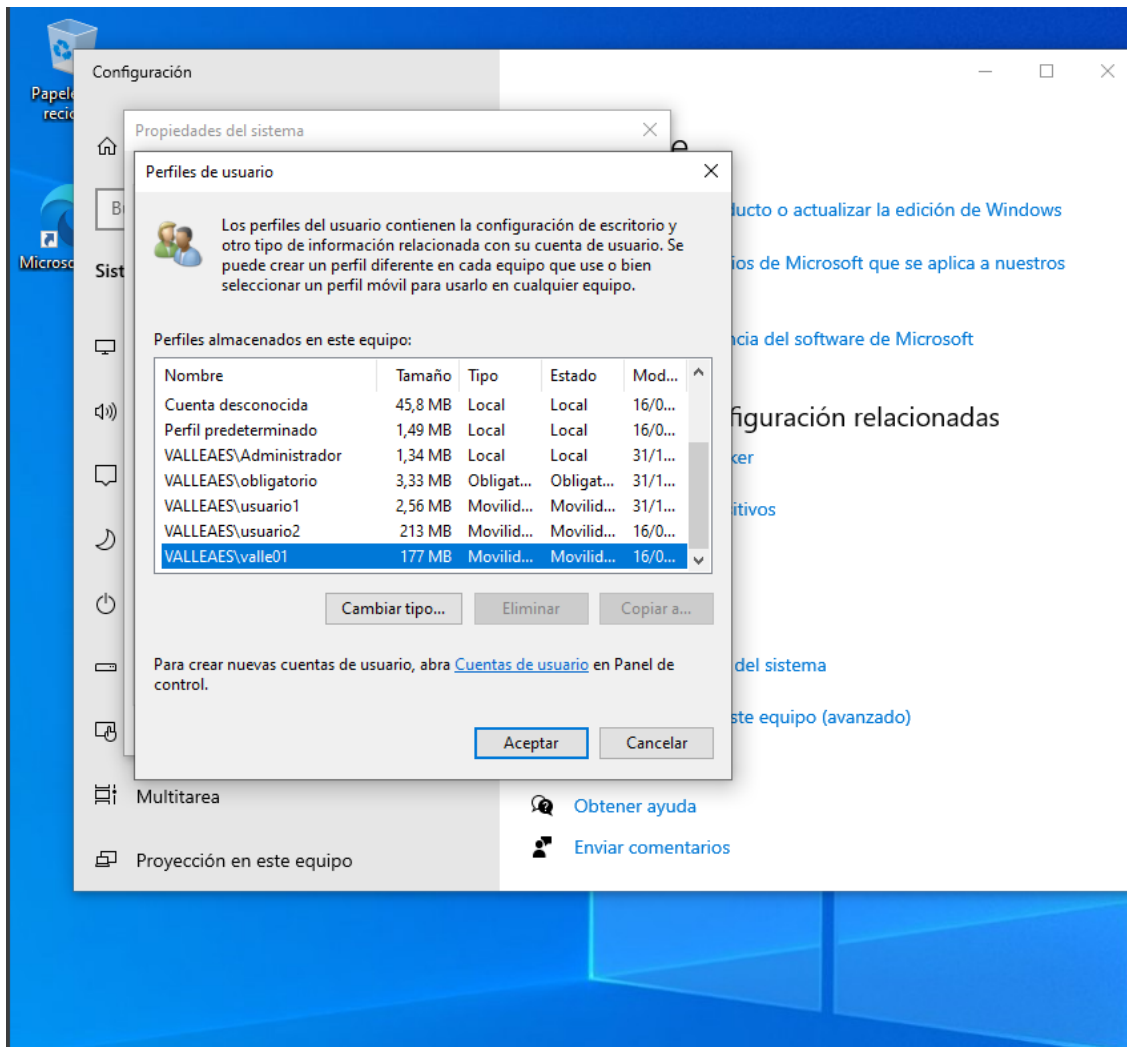 Papele
recic
Microso
Configuración
Propiedades del sistema
Perfiles de usuario
Los perfiles del usuario contienen la configuración de escritorio y
otro tipo de información relacionada con su cuenta de usuario. Se
puede crear un perfil diferente en cada equipo que use o bien
seleccionar un perfil móvil para usarlo en cualquier equipo.
Perfiles almacenados en este equipo:
Nombre Tamaño Tipo Estado Mod...
Cuenta desconocida 45,8 MB Local Local 16/0...
Perfil predeterminado 1,49 MB Local Local 16/0...
VALLEAES\Administrador 1,34 MB Local Local 31/1...
VALLEAES\obligatorio 3,33 MB Obligat... Obligat... 31/1...
VALLEAES\usuario1 2,56 MB Movilid... Movilid... 31/1...
VALLEAES\usuario2 213 MB Movilid... Movilid... 16/0...
VALLEAES\valle01 177 MB Movilid... Movilid... 16/0...
Cambiar tipo... Eliminar Copiar a...
Para crear nuevas cuentas de usuario, abra Cuentas de usuario en Panel de
control.
Aceptar Cancelar
Sist
Multitarea
Proyección en este equipo
ducto o actualizar la edición de Windows
ios de Microsoft que se aplica a nuestros
ncia del software de Microsoft
figuración relacionadas
ker
sitivos
del sistema
ste equipo (avanzado)
Obtener ayuda
Enviar comentarios